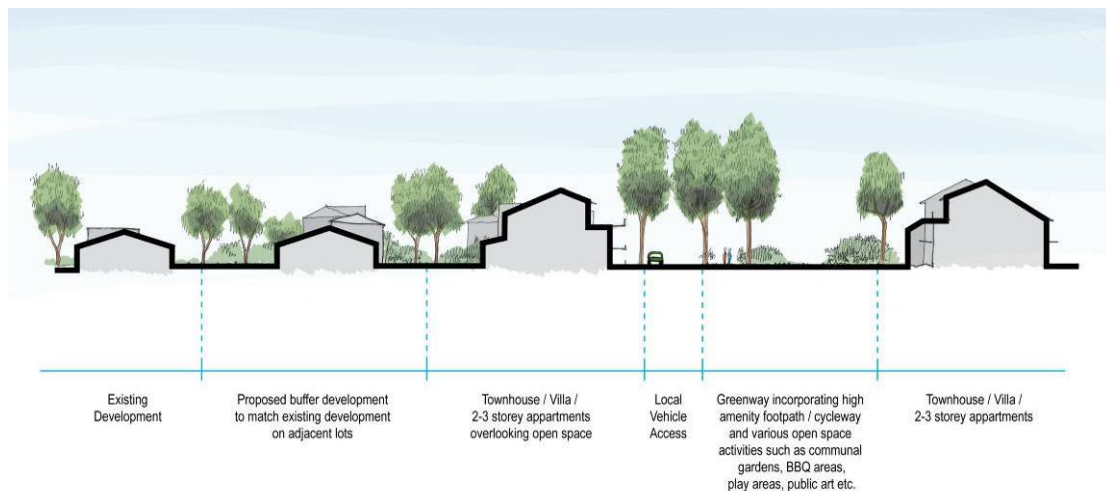 Existing
Development
Proposed buffer development
to match existing development
on adjacent lots
Townhouse / Villa /
2-3 storey appartments
overlooking open space
Local
Vehicle
Access
Greenway incorporating high
amenity footpath / cycleway
and various open space
activities such as communal
gardens, BBQ areas,
play areas, public art etc.
Townhouse / Villa /
2-3 storey appartments